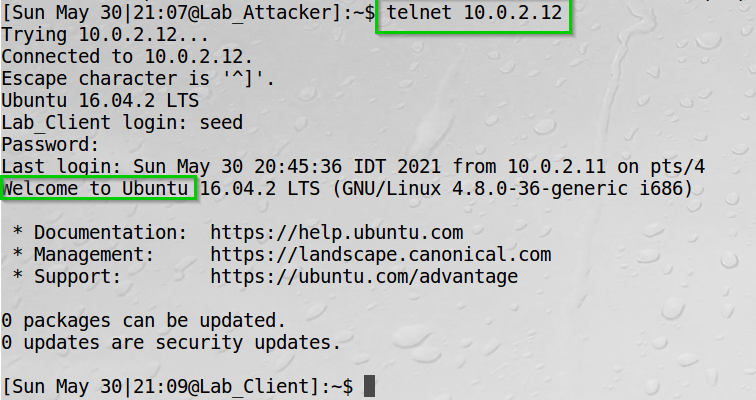 [Sun May 30|21:07@Lab_Attacker]:~$ telnet 10.0.2.12
Trying 10.0.2.12...
Connected to 10.0.2.12.
Escape character is '^]'.
Ubuntu 16.04.2 LTS
Lab_Client login: seed
Password:
Last login: Sun May 30 20:45:36 IDT 2021 from 10.0.2.11 on pts/4
Welcome to Ubuntu 16.04.2 LTS (GNU/Linux 4.8.0-36-generic i686)
* Documentation:  https://help.ubuntu.com
* Management:     https://landscape.canonical.com
* Support:        https://ubuntu.com/advantage
0 packages can be updated.
0 updates are security updates.
[Sun May 30|21:09@Lab_Client]:~$